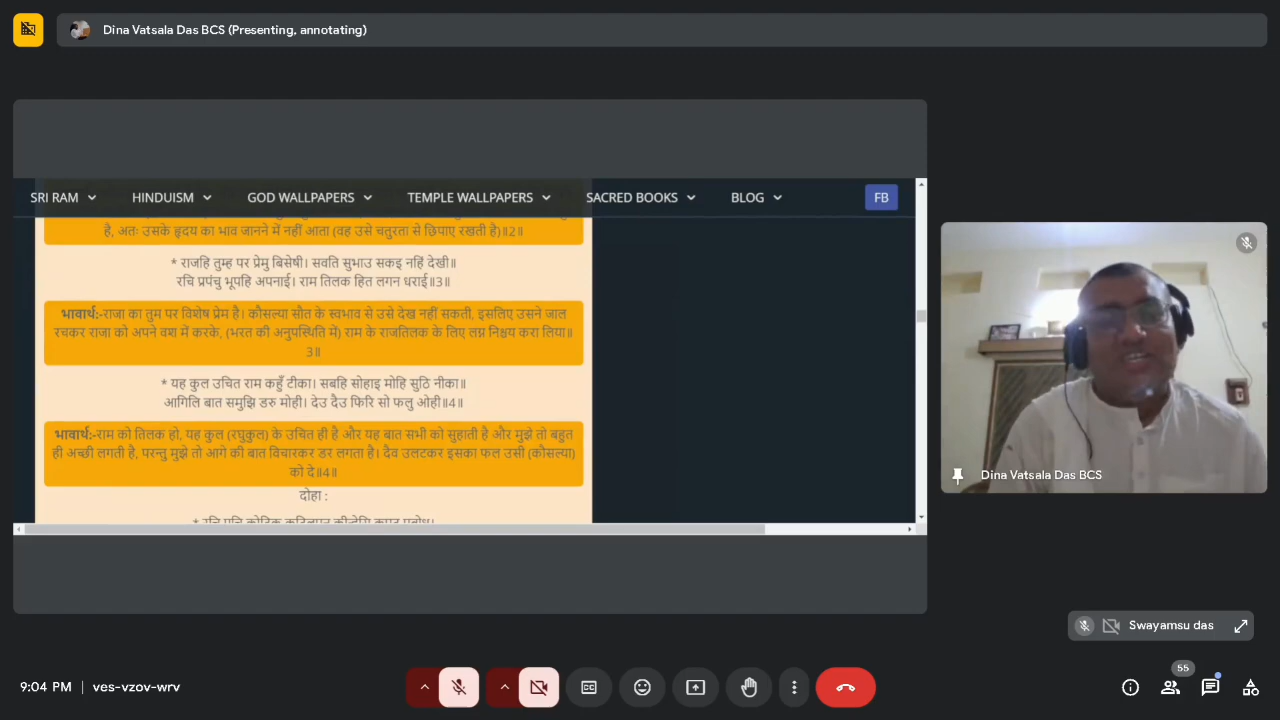 Dina Vatsala Das BCS (Presenting, annotating)
SRI RAM HINDUISM GOD WALLPAPERS TEMPLE WALLPAPERS SACRED BOOKS BLOG FB
है, अतः उसके हृदय का भाव जानने में नहीं आता (वह उसे चतुरता से छिपाए रखती है)॥2॥
* राजहि तुम्ह पर प्रेमु बिसेषी। सवति सुभाउ सकइ नहिं देखी॥
रचि प्रपंचु भूपहि अपनाई। राम तिलक हित लगन धराई॥3॥
भावार्थ:-राजा का तुम पर विशेष प्रेम है। कौसल्या सौत के स्वभाव से उसे देख नहीं सकती, इसलिए उसने जाल
रचकर राजा को अपने वश में करके, (भरत की अनुपस्थिति में) राम के राजतिलक के लिए लग्न निश्चय करा लिया॥
3॥
* यह कुल उचित राम कहुँ टीका। सबहि सोहाइ मोहि सुठि नीका॥
आगिलि बात समुझि डरु मोही। देउ दैउ फिरि सो फलु ओही॥4॥
भावार्थ:-राम को तिलक हो, यह कुल (रघुकुल) के उचित ही है और यह बात सभी को सुहाती है और मुझे तो बहुत
ही अच्छी लगती है, परन्तु मुझे तो आगे की बात विचारकर डर लगता है। दैव उलटकर इसका फल उसी (कौसल्या)
को दे॥4॥
दोहा :
Dina Vatsala Das BCS
Swayamsu das
9:04 PM | ves-vzov-wrv
55